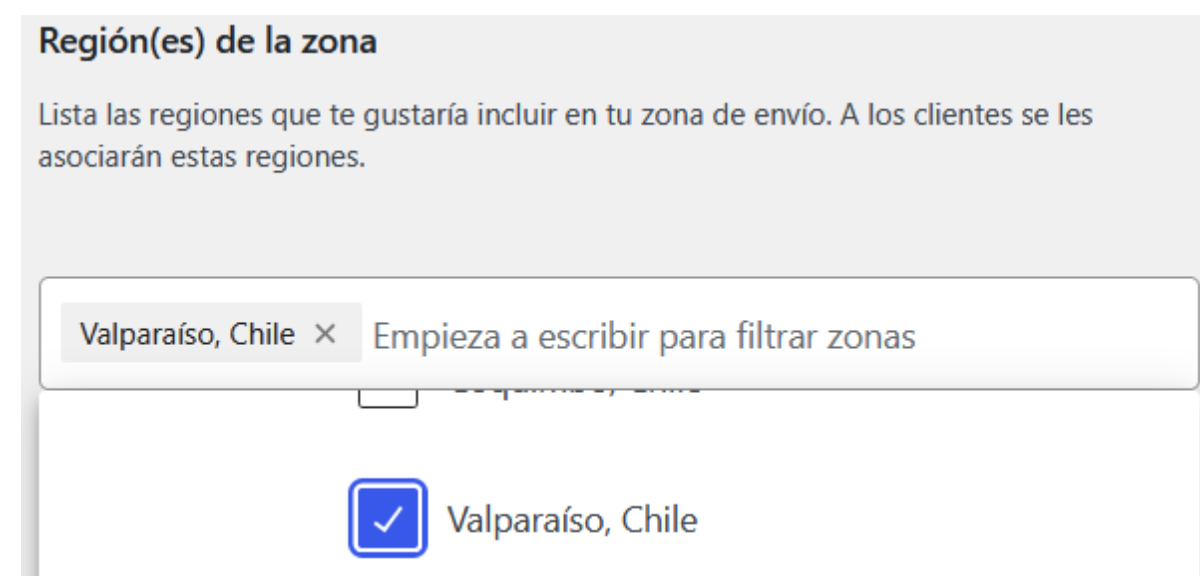 Región(es) de la zona
Lista las regiones que te gustaría incluir en tu zona de envío. A los clientes se les
asociarán estas regiones.
Valparaíso, Chile × Empieza a escribir para filtrar zonas
Valparaíso, Chile